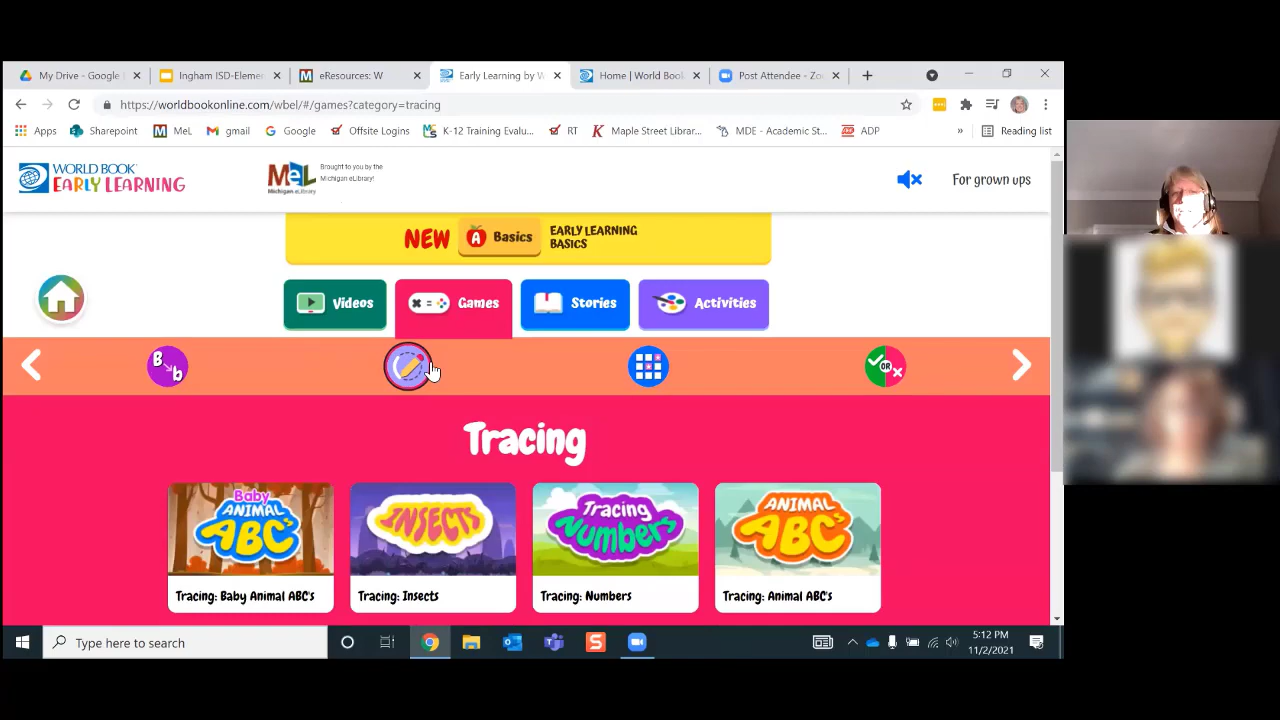 My Drive - Google
Ingham ISD-Eleme
eResources: W
Early Learning by W
Home | World Book
Post Attendee - Zo
https://worldbookonline.com/wbel/#/games?category=tracing
Apps
Sharepoint
MeL
gmail
Google
Offsite Logins
K-12 Training Evalu...
RT
Maple Street Librar...
MDE - Academic St...
ADP
»
Reading list
WORLD BOOK
EARLY LEARNING
MeL
Michigan eLibrary
Brought to you by the
Michigan eLibrary!
For grown ups
NEW
A
Basics
EARLY LEARNING
BASICS
Videos
Games
Stories
Activities
B
b
OR
Tracing
Baby
ANIMAL
ABC's
INSECTS
Tracing
Numbers
ANIMAL
ABC's
Tracing: Baby Animal ABC's
Tracing: Insects
Tracing: Numbers
Tracing: Animal ABC's
Type here to search
5:12 PM
11/2/2021